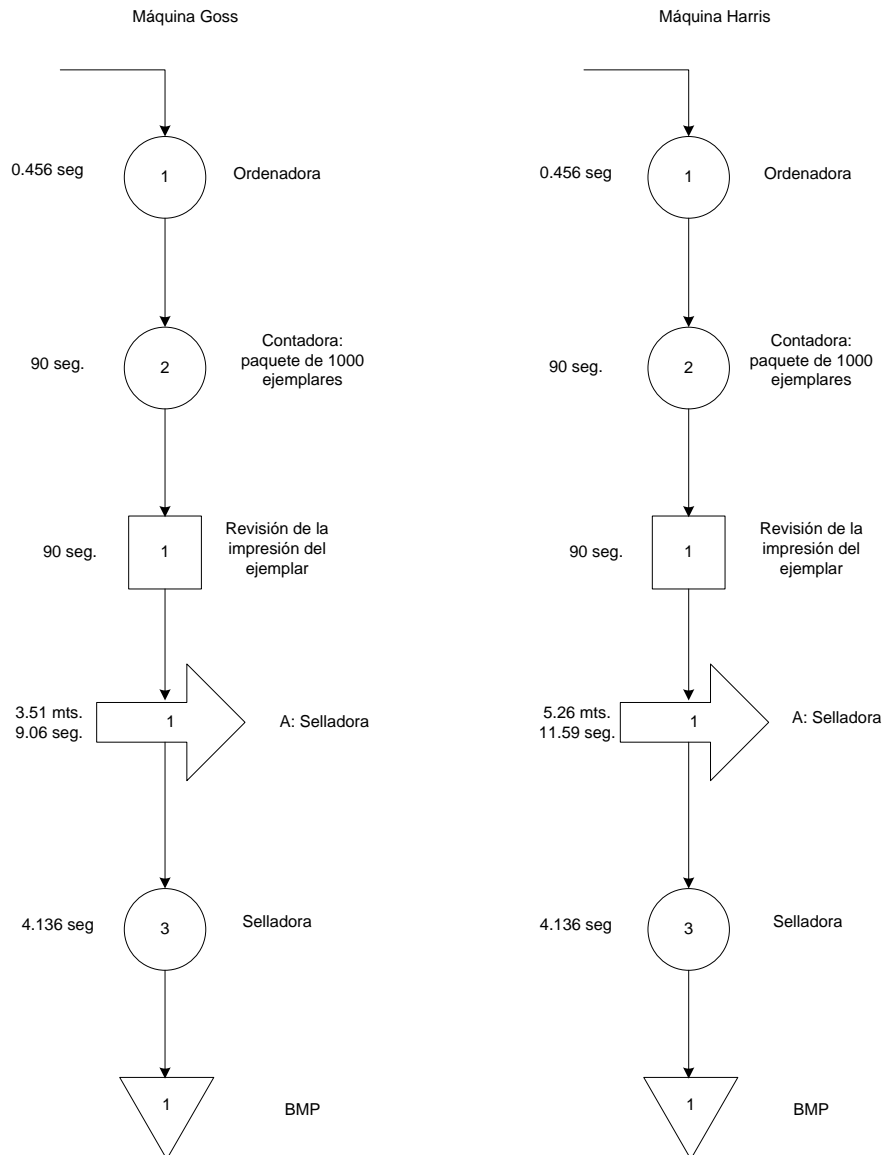 Máquina Goss
Máquina Harris
0.456 seg
1
Ordenadora
0.456 seg
1
Ordenadora
90 seg.
2
Contadora:
paquete de 1000
ejemplares
90 seg.
2
Contadora:
paquete de 1000
ejemplares
90 seg.
1
Revisión de la
impresión del
ejemplar
90 seg.
1
Revisión de la
impresión del
ejemplar
3.51 mts.
9.06 seg.
1
A: Selladora
5.26 mts.
11.59 seg.
1
A: Selladora
4.136 seg
3
Selladora
4.136 seg
3
Selladora
1
BMP
1
BMP